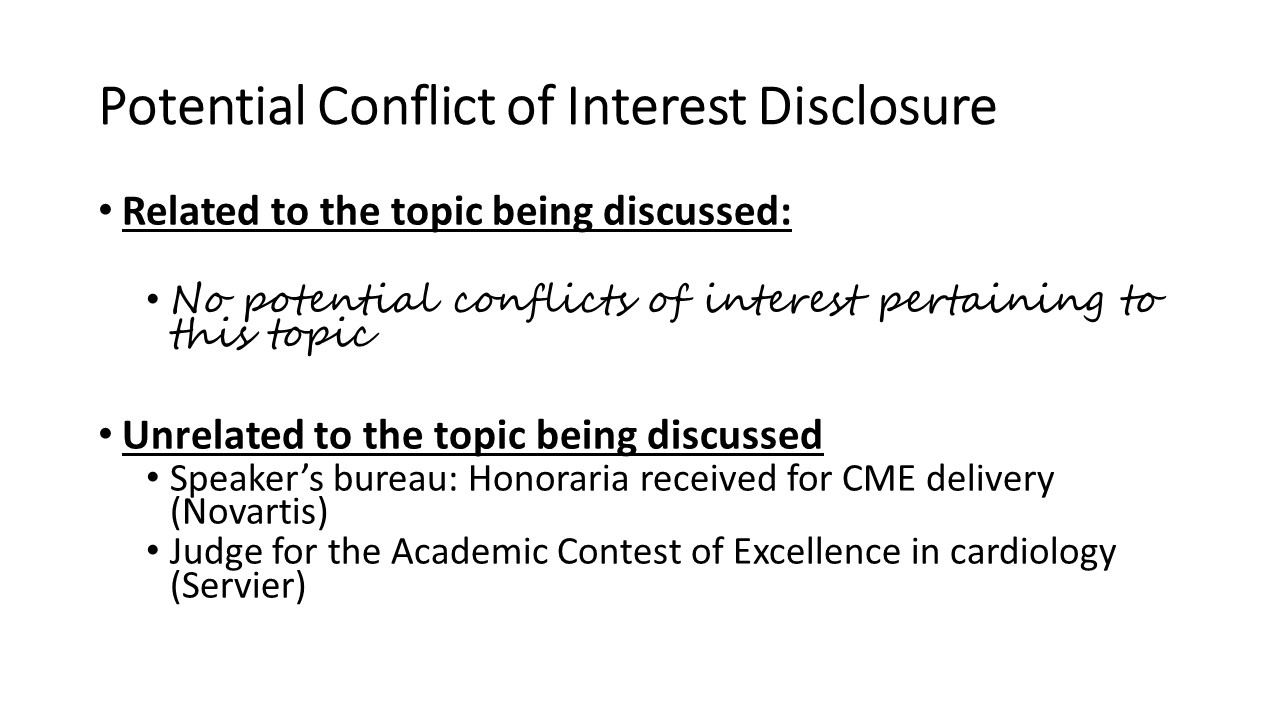 Potential Conflict of Interest Disclosure
• Related to the topic being discussed:
• No potential conflicts of interest pertaining to
this topic
• Unrelated to the topic being discussed
• Speaker’s bureau: Honoraria received for CME delivery
(Novartis)
• Judge for the Academic Contest of Excellence in cardiology
(Servier)